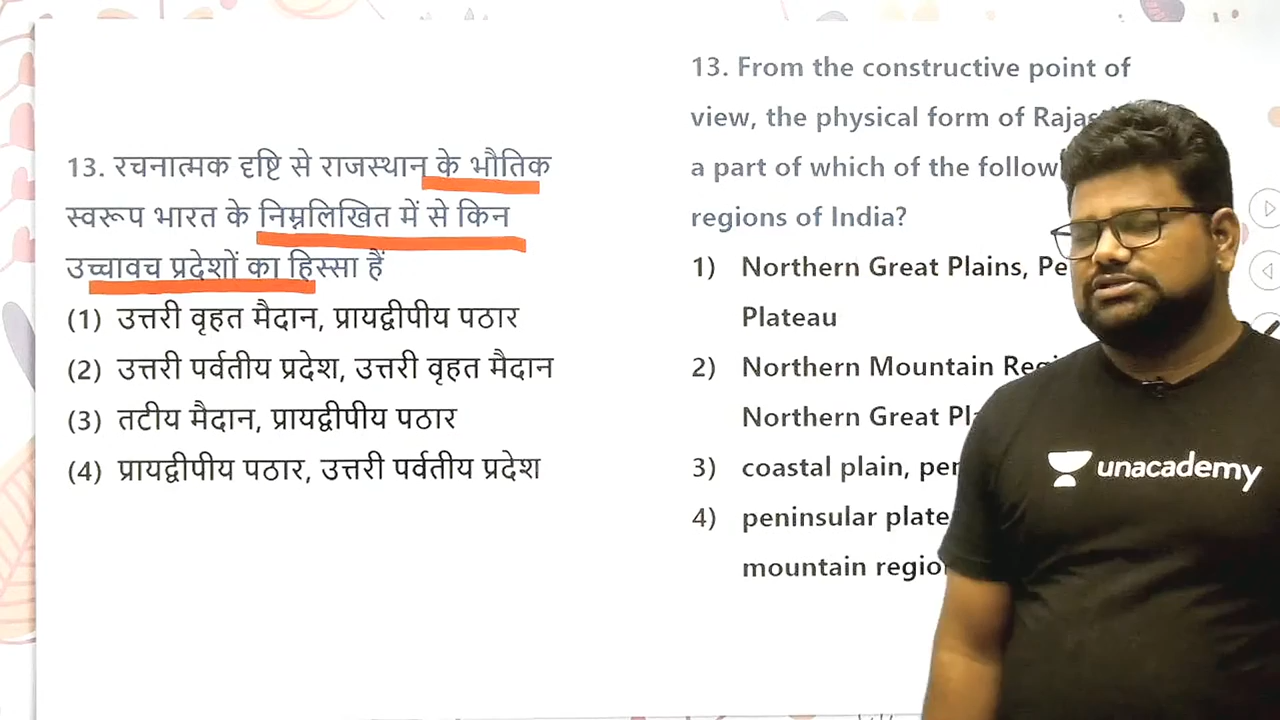 13. रचनात्मक दृष्टि से राजस्थान के भौतिक
स्वरूप भारत के निम्नलिखित में से किन
उच्चावच प्रदेशों का हिस्सा हैं
(1) उत्तरी वृहत मैदान, प्रायद्वीपीय पठार
(2) उत्तरी पर्वतीय प्रदेश, उत्तरी वृहत मैदान
(3) तटीय मैदान, प्रायद्वीपीय पठार
(4) प्रायद्वीपीय पठार, उत्तरी पर्वतीय प्रदेश
13. From the constructive point of
view, the physical form of
a part of which of the
regions of India?
1) Northern Great Plains,
Plateau
2) Northern Mountain
Northern Great
3) coastal plain,
4) peninsular
mountain
unacademy